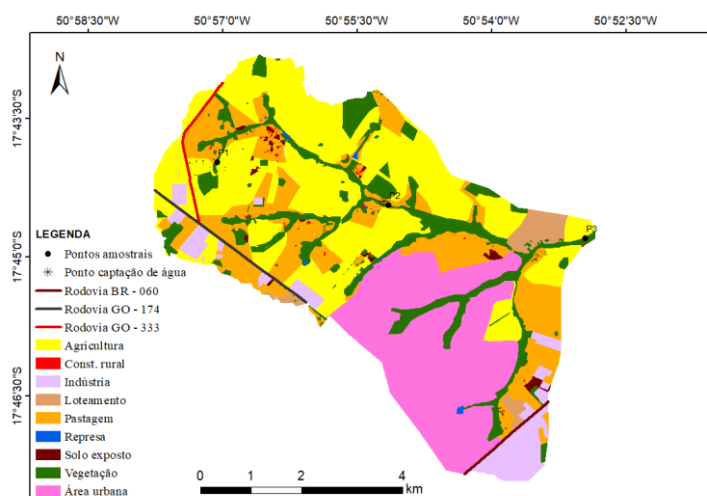 50°58'30"W 50°57'0"W 50°55'30"W 50°54'0"W 50°52'30"W
N
17°43'30"S
P1
P2
P3
17°45'0"S
17°46'30"S
LEGENDA
Pontos amostrais
Ponto captação de água
Rodovia BR - 060
Rodovia GO - 174
Rodovia GO - 333
Agricultura
Const. rural
Indústria
Loteamento
Pastagem
Represa
Solo exposto
Vegetação
Área urbana
0 1 2 4
km